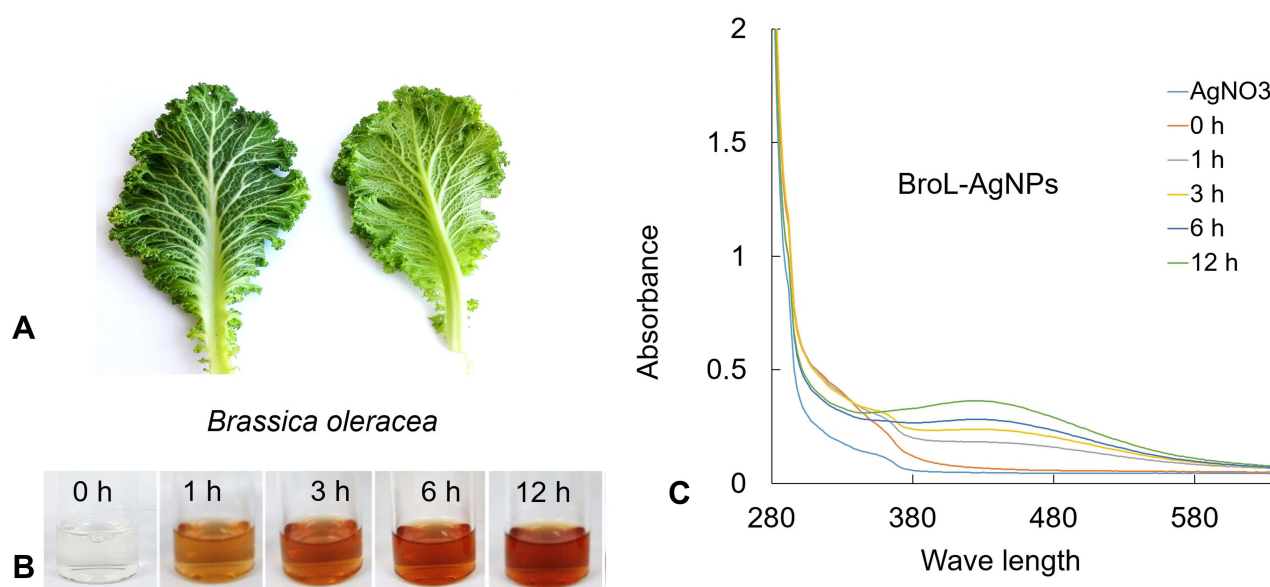 A
Brassica oleracea
0 h
1 h
3 h
6 h
12 h
B
2
1.5
1
0.5
0
Absorbance
BroL-AgNPs
AgNO3
0 h
1 h
3 h
6 h
12 h
280
380
480
580
Wave length
C